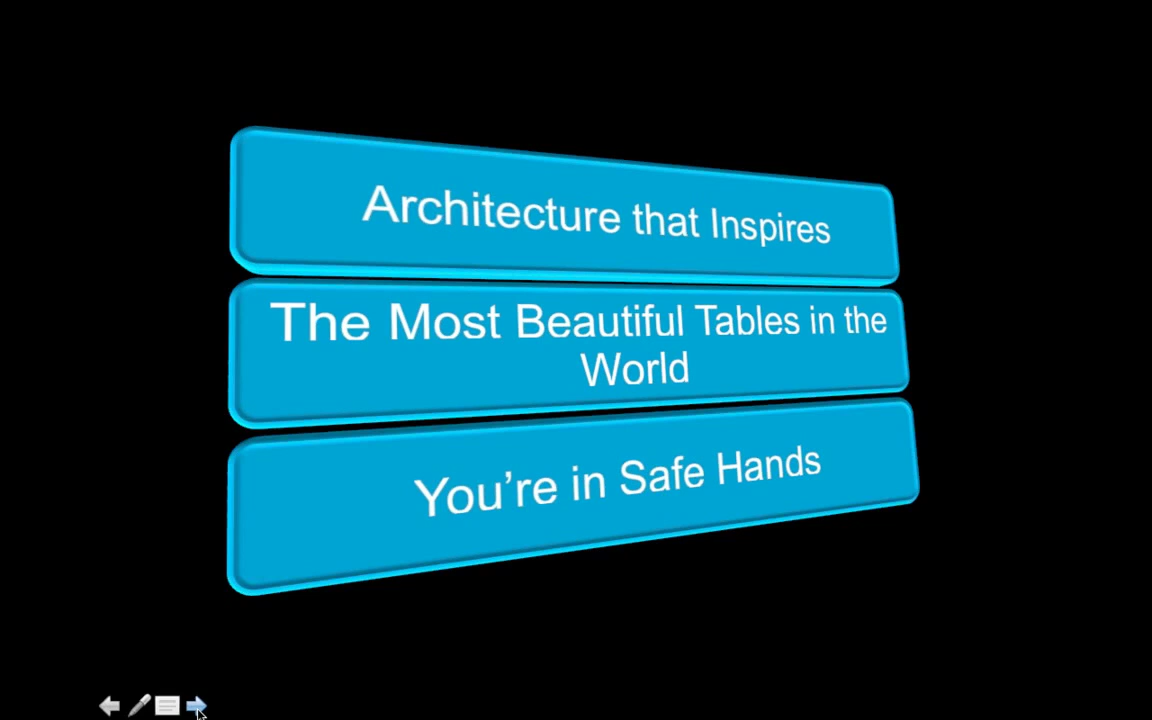 Architecture that Inspires
The Most Beautiful Tables in the
World
You’re in Safe Hands